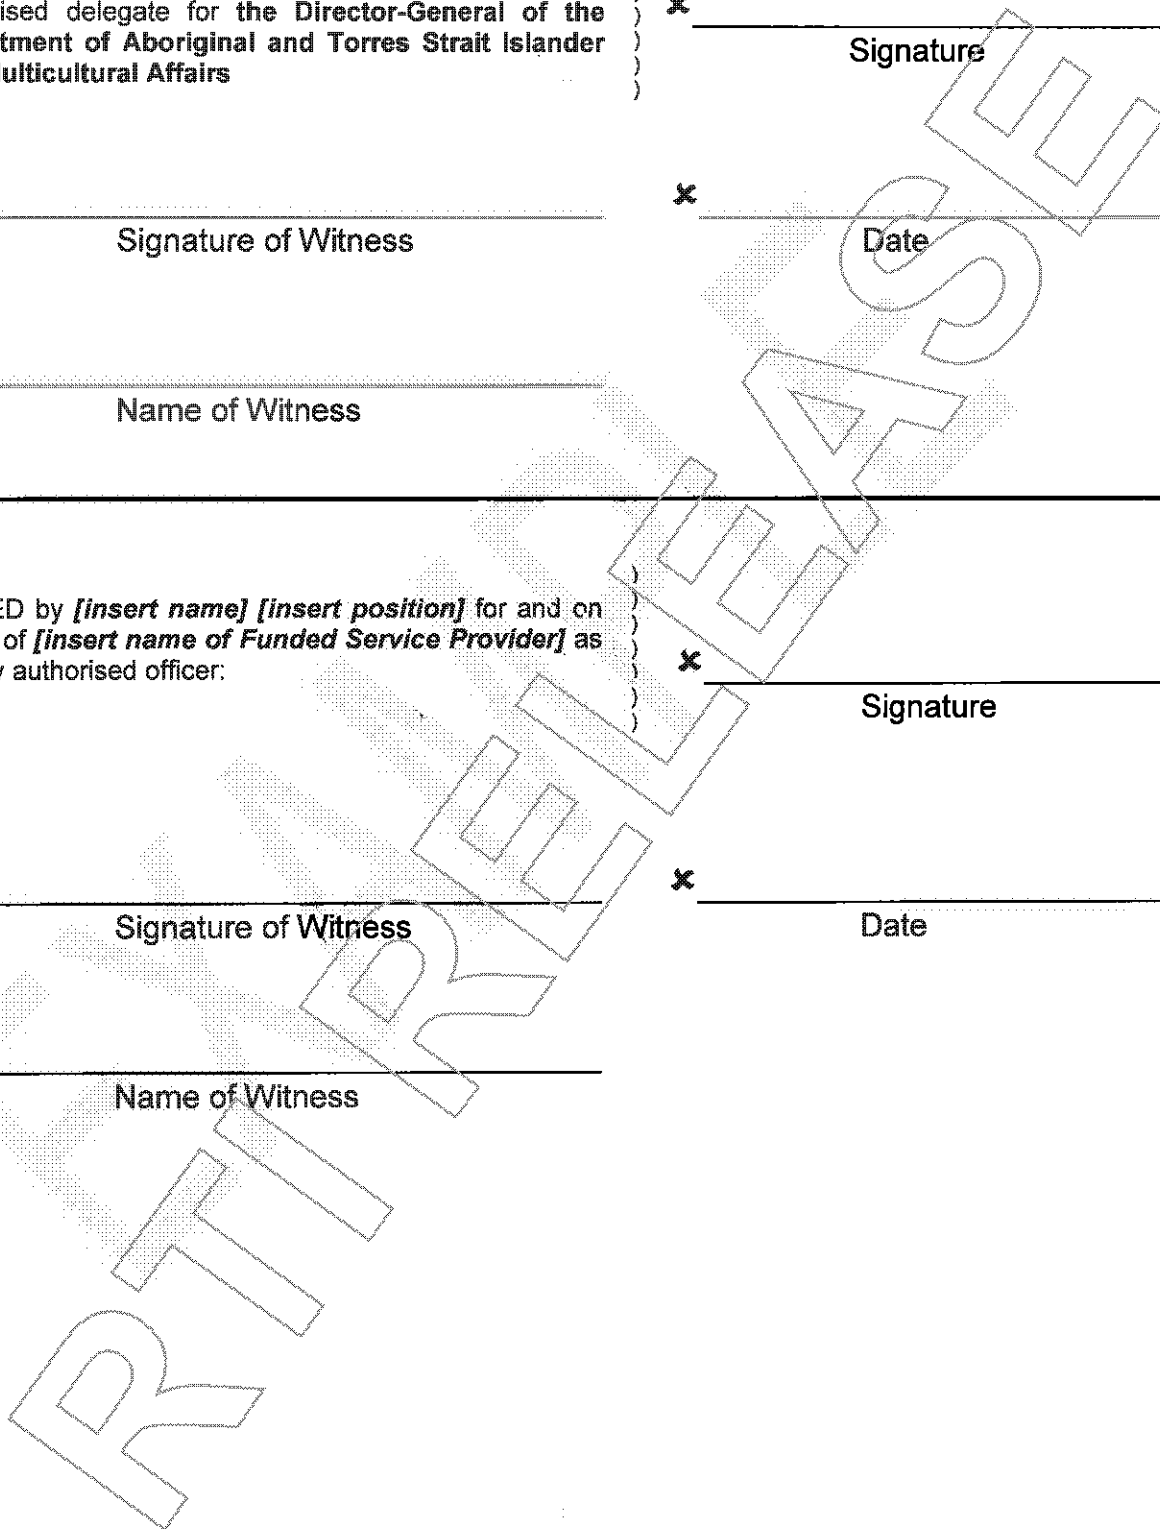 ised delegate for the Director-General of the
tment of Aboriginal and Torres Strait Islander
ulticultural Affairs
)
)
)
)
×
Signature
×
Signature of Witness
Date
Name of Witness
ED by [insert name] [insert position] for and on
of [insert name of Funded Service Provider] as
y authorised officer:
)
)
)
)
)
)
)
×
Signature
×
Signature of Witness
Date
Name of Witness
RTI RELEASE